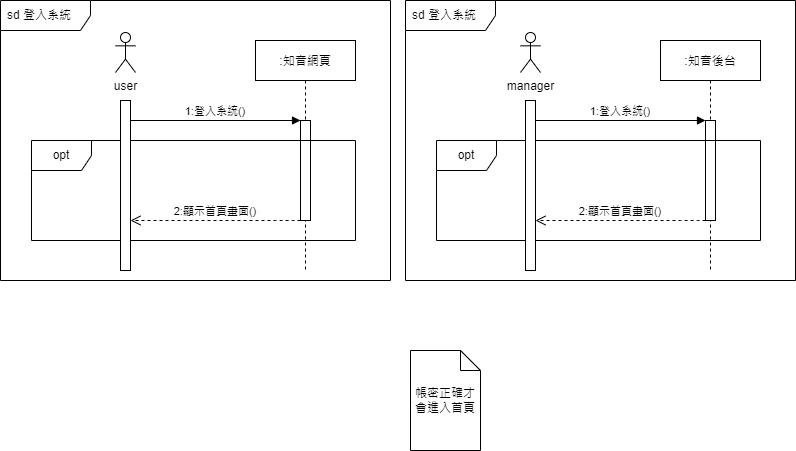 sd 登入系統
user
:知音網頁
1:登入系統()
opt
2:顯示首頁畫面()
sd 登入系統
manager
:知音後台
1:登入系統()
opt
2:顯示首頁畫面()
帳密正確才
會進入首頁